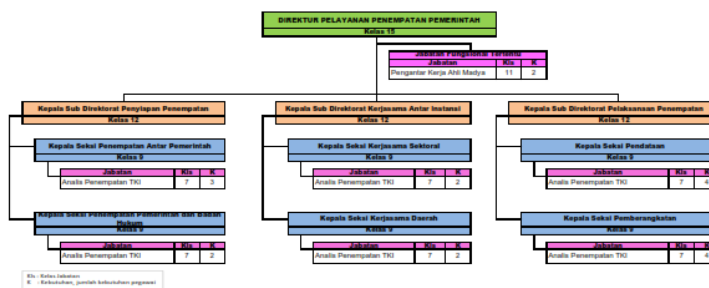 DIREKTUR PELAYANAN PENEMPATAN PEMERINTAH
Kelas 15
Jabatan Fungsional Tertentu
Jabatan Kls K
Pengantar Kerja Ahli Madya 11 2
Kepala Sub Direktorat Penyiapan Penempatan
Kelas 12
Kepala Seksi Penempatan Antar Pemerintah
Kelas 9
Jabatan Kls K
Analis Penempatan TKI 7 3
Kepala Seksi Penempatan Pemerintah dan Badan
Hukum
Kelas 9
Jabatan Kls K
Analis Penempatan TKI 7 2
Kepala Sub Direktorat Kerjasama Antar Instansi
Kelas 12
Kepala Seksi Kerjasama Sektoral
Kelas 9
Jabatan Kls K
Analis Penempatan TKI 7 2
Kepala Seksi Kerjasama Daerah
Kelas 9
Jabatan Kls K
Analis Penempatan TKI 7 2
Kepala Sub Direktorat Pelaksanaan Penempatan
Kelas 12
Kepala Seksi Pendataan
Kelas 9
Jabatan Kls K
Analis Penempatan TKI 7 4
Kepala Seksi Pemberangkatan
Kelas 9
Jabatan Kls K
Analis Penempatan TKI 7 4
Kls : Kelas Jabatan
K : Kebutuhan, jumlah kebutuhan pegawai